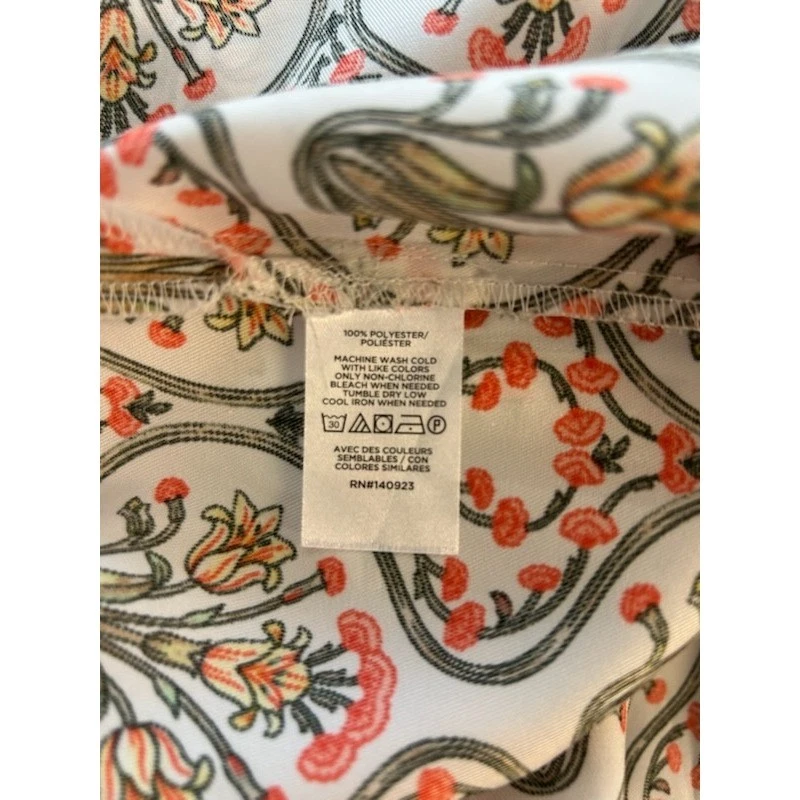 100% POLYESTER/
POLIÉSTER
MACHINE WASH COLD
WITH LIKE COLORS
ONLY NON-CHLORINE
BLEACH WHEN NEEDED
TUMBLE DRY LOW
COOL IRON WHEN NEEDED
30 P
AVEC DES COULEURS
SEMBLABLES / CON
COLORES SIMILARES
RN#140923